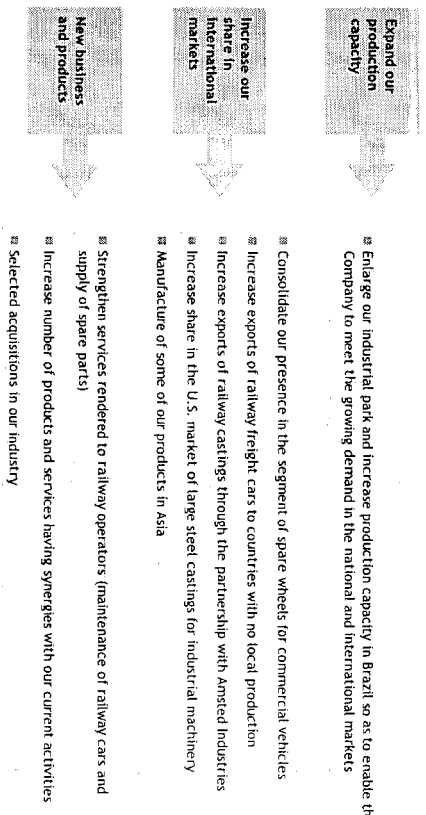 Expand our
production
capacity
Enlarge our industrial park and increase production capacity in Brazil so as to enable th
Company to meet the growing demand in the national and international markets
Increase our
share in
international
markets
Consolidate our presence in the segment of spare wheels for commercial vehicles
Increase exports of railway freight cars to countries with no local production
Increase exports of railway castings through the partnership with Amsted Industries
Increase share in the U.S. market of large steel castings for industrial machinery
Manufacture of some of our products in Asia
New business
and products
Strengthen services rendered to railway operators (maintenance of railway cars and
supply of spare parts)
Increase number of products and services having synergies with our current activities
Selected acquisitions in our industry